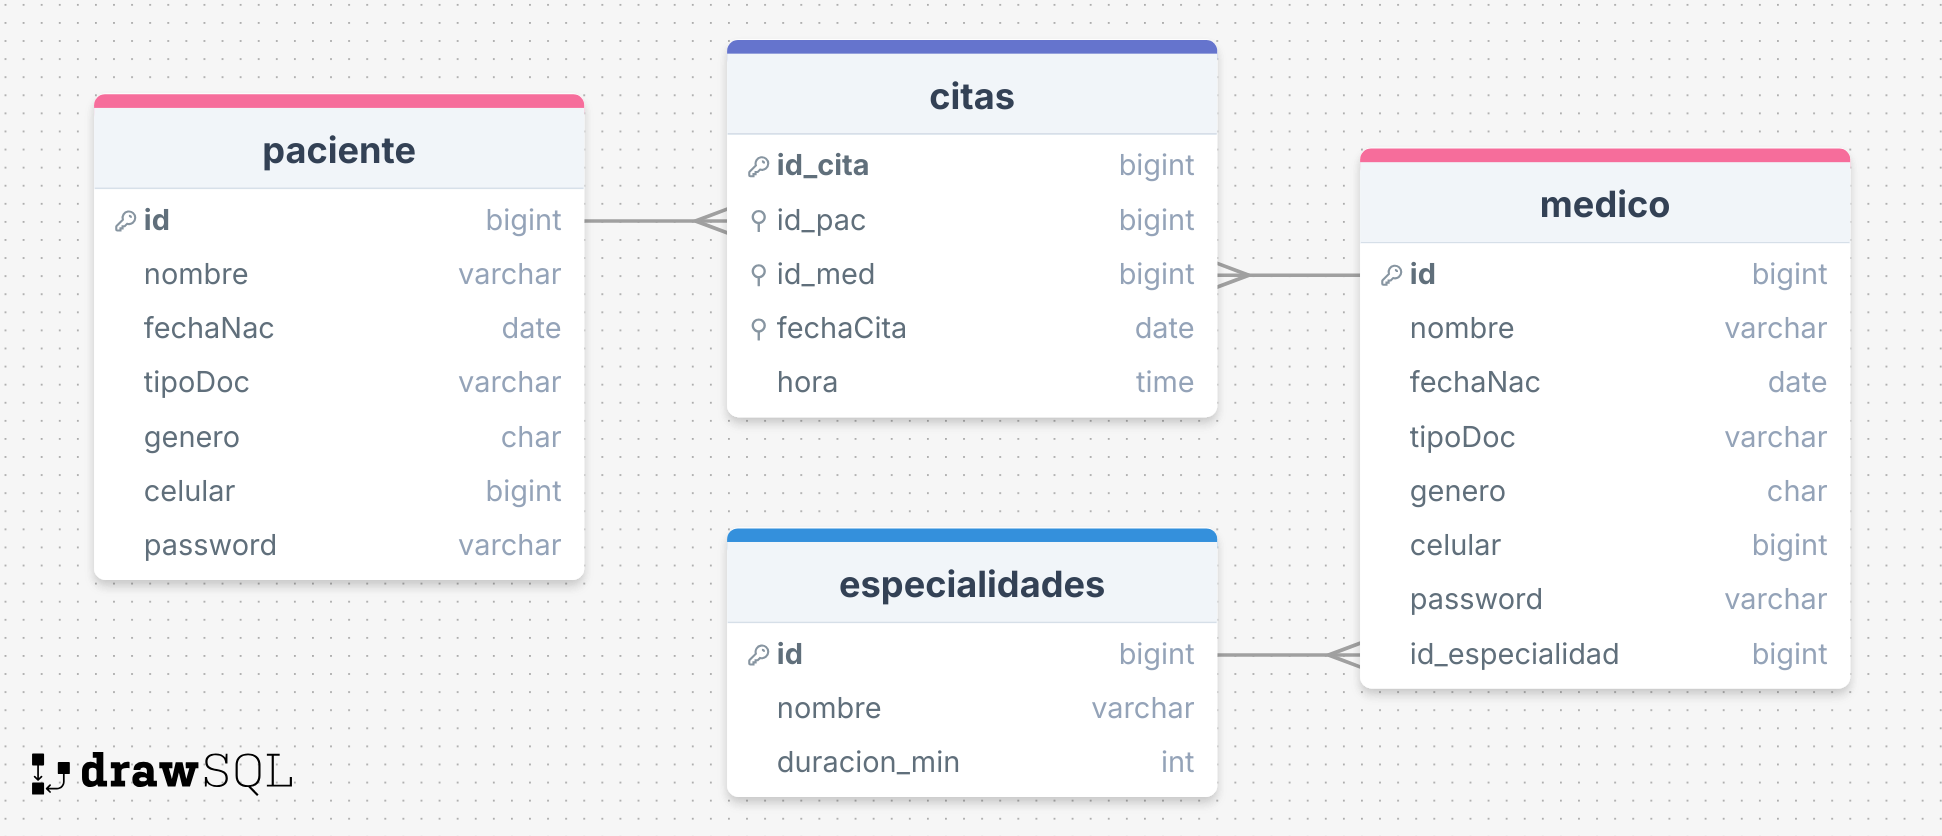 paciente
id bigint
nombre varchar
fechaNac date
tipoDoc varchar
genero char
celular bigint
password varchar
citas
id_cita bigint
id_pac bigint
id_med bigint
fechaCita date
hora time
especialidades
id bigint
nombre varchar
duracion_min int
medico
id bigint
nombre varchar
fechaNac date
tipoDoc varchar
genero char
celular bigint
password varchar
id_especialidad bigint
drawSQL